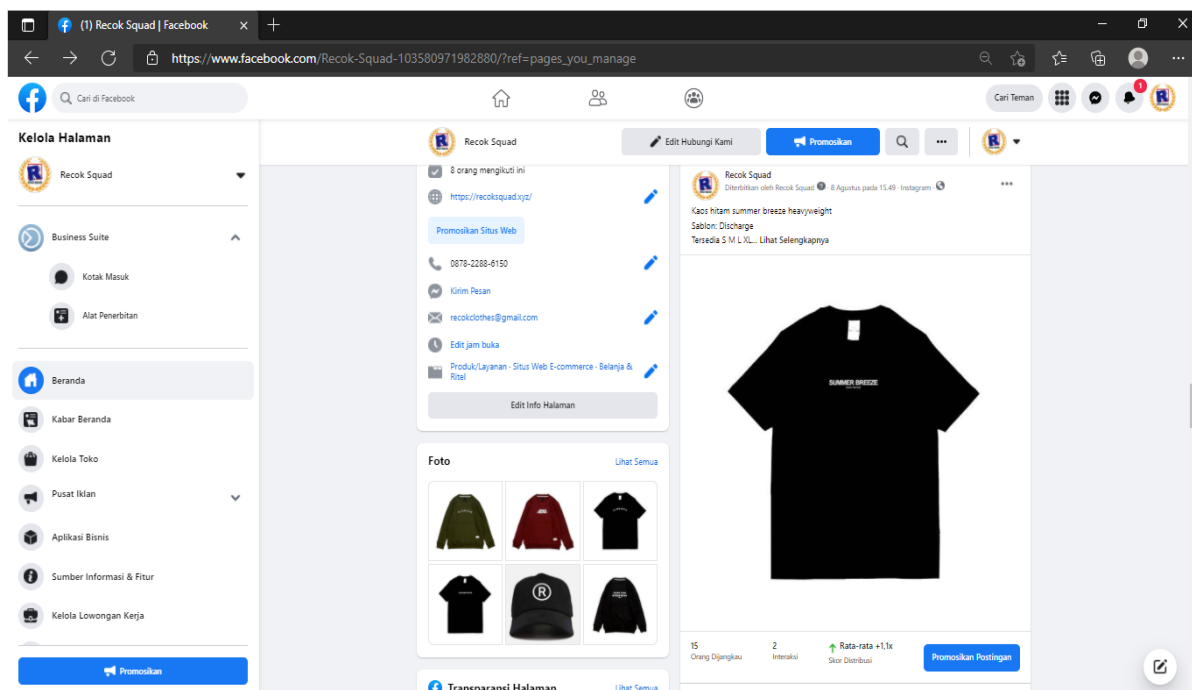 (1) Recok Squad | Facebook
https://www.facebook.com/Recok-Squad-103580971982880/?ref=pages_you_manage
Cari di Facebook
Cari Teman
1
Kelola Halaman
Recok Squad
Business Suite
Kotak Masuk
Alat Penerbitan
Beranda
Kabar Beranda
Kelola Toko
Pusat Iklan
Aplikasi Bisnis
Sumber Informasi & Fitur
Kelola Lowongan Kerja
Promosikan
Recok Squad
Edit Hubungi Kami
Promosikan
8 orang mengikuti ini
https://recoksquad.xyz/
Promosikan Situs Web
0878-2288-6150
Kirim Pesan
recokclothes@gmail.com
Edit jam buka
Produk/Layanan · Situs Web E-commerce · Belanja &
Ritel
Edit Info Halaman
Foto
Lihat Semua
®
Transparansi Halaman
Lihat Semua
Recok Squad
Diterbitkan oleh Recok Squad · 8 Agustus pada 15.49 · Instagram ·
Kaos hitam summer breeze heavyweight
Sablon: Discharge
Tersedia S M L XL... Lihat Selengkapnya
SUMMER BREEZE
15
Orang Dijangkau
2
Interaksi
Rata-rata +1,1x
Skor Distribusi
Promosikan Postingan